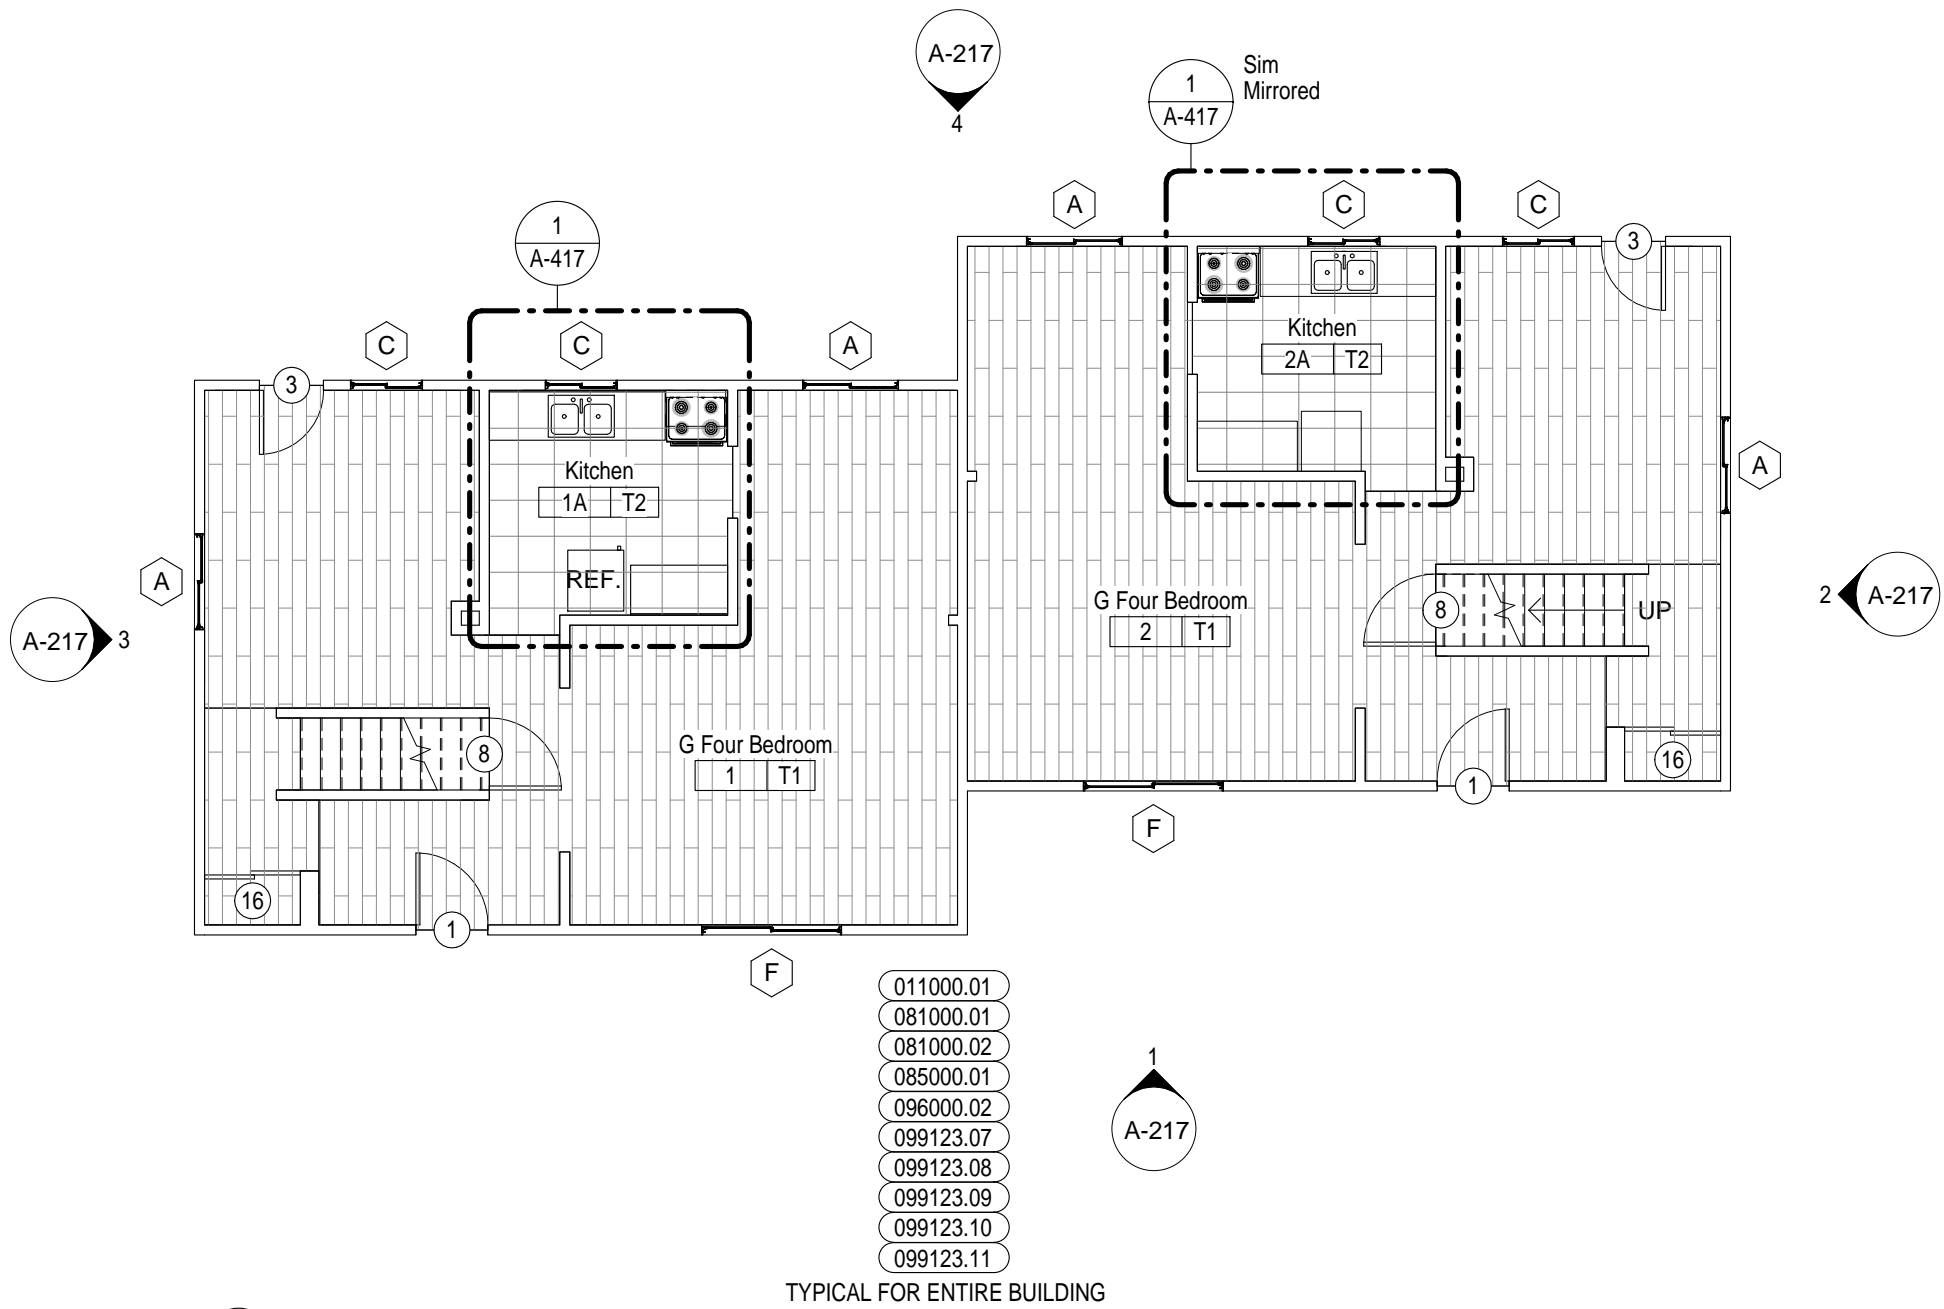 A-217
4
1
A-417
Sim
Mirrored
1
A-417
A
C
C
3
C
C
A
3
Kitchen
2A T2
Kitchen
1A T2
REF.
A
A
A-217 3
2 A-217
G Four Bedroom
2 T1
8
UP
G Four Bedroom
1 T1
8
16
1
16
1
F
F
011000.01
081000.01
081000.02
085000.01
096000.02
099123.07
099123.08
099123.09
099123.10
099123.11
TYPICAL FOR ENTIRE BUILDING
1
A-217